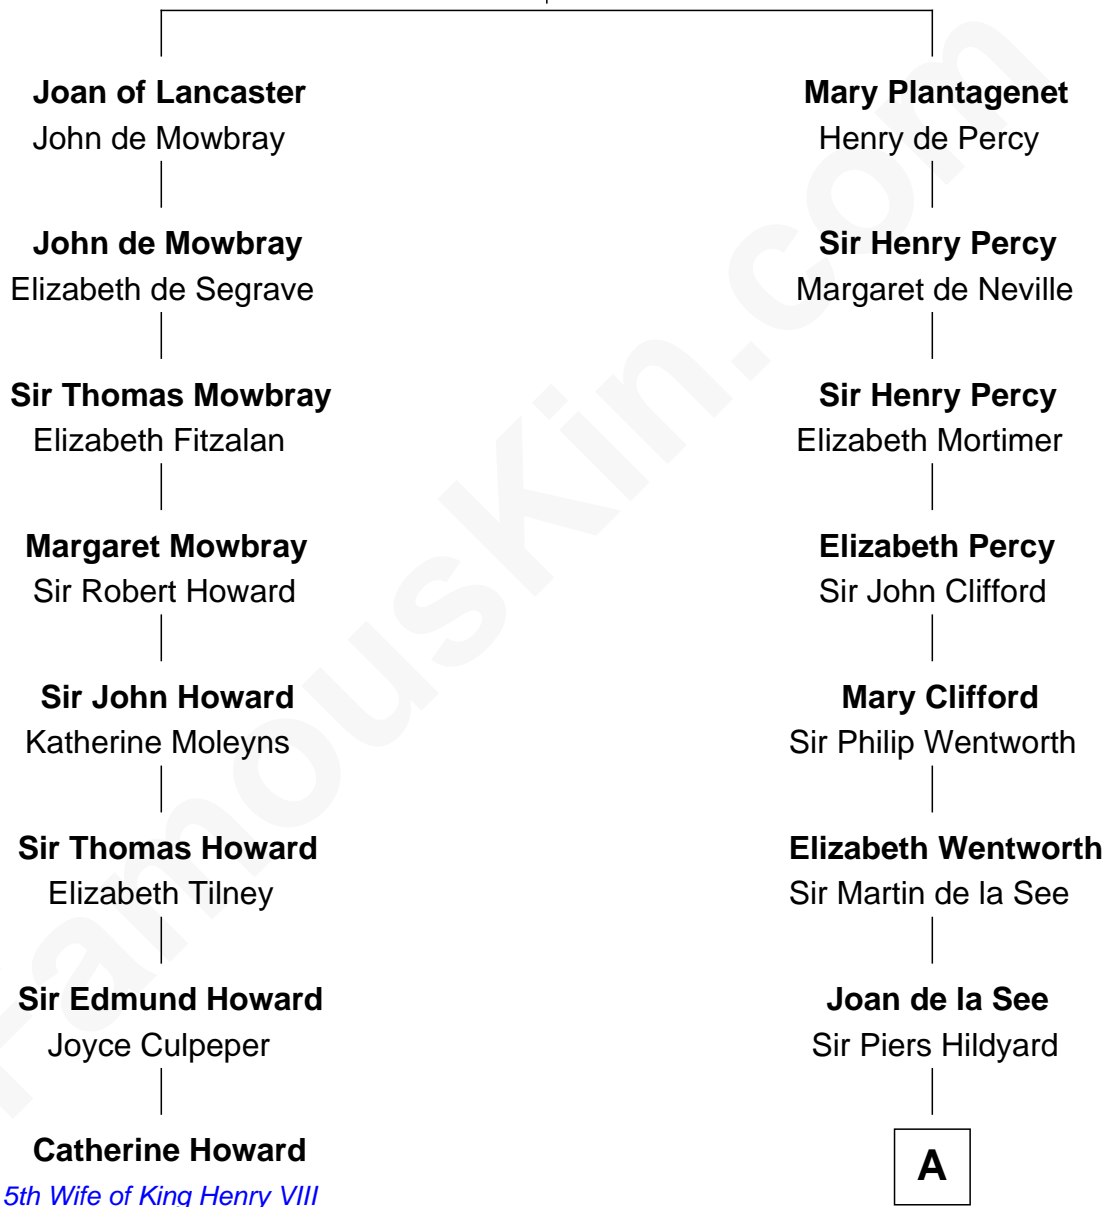 Joan of Lancaster
John de Mowbray
John de Mowbray
Elizabeth de Segrave
Sir Thomas Mowbray
Elizabeth Fitzalan
Margaret Mowbray
Sir Robert Howard
Sir John Howard
Katherine Moleyns
Sir Thomas Howard
Elizabeth Tilney
Sir Edmund Howard
Joyce Culpeper
Catherine Howard
5th Wife of King Henry VIII
Mary Plantagenet
Henry de Percy
Sir Henry Percy
Margaret de Neville
Sir Henry Percy
Elizabeth Mortimer
Elizabeth Percy
Sir John Clifford
Mary Clifford
Sir Philip Wentworth
Elizabeth Wentworth
Sir Martin de la See
Joan de la See
Sir Piers Hildyard
A
FamousKin.com